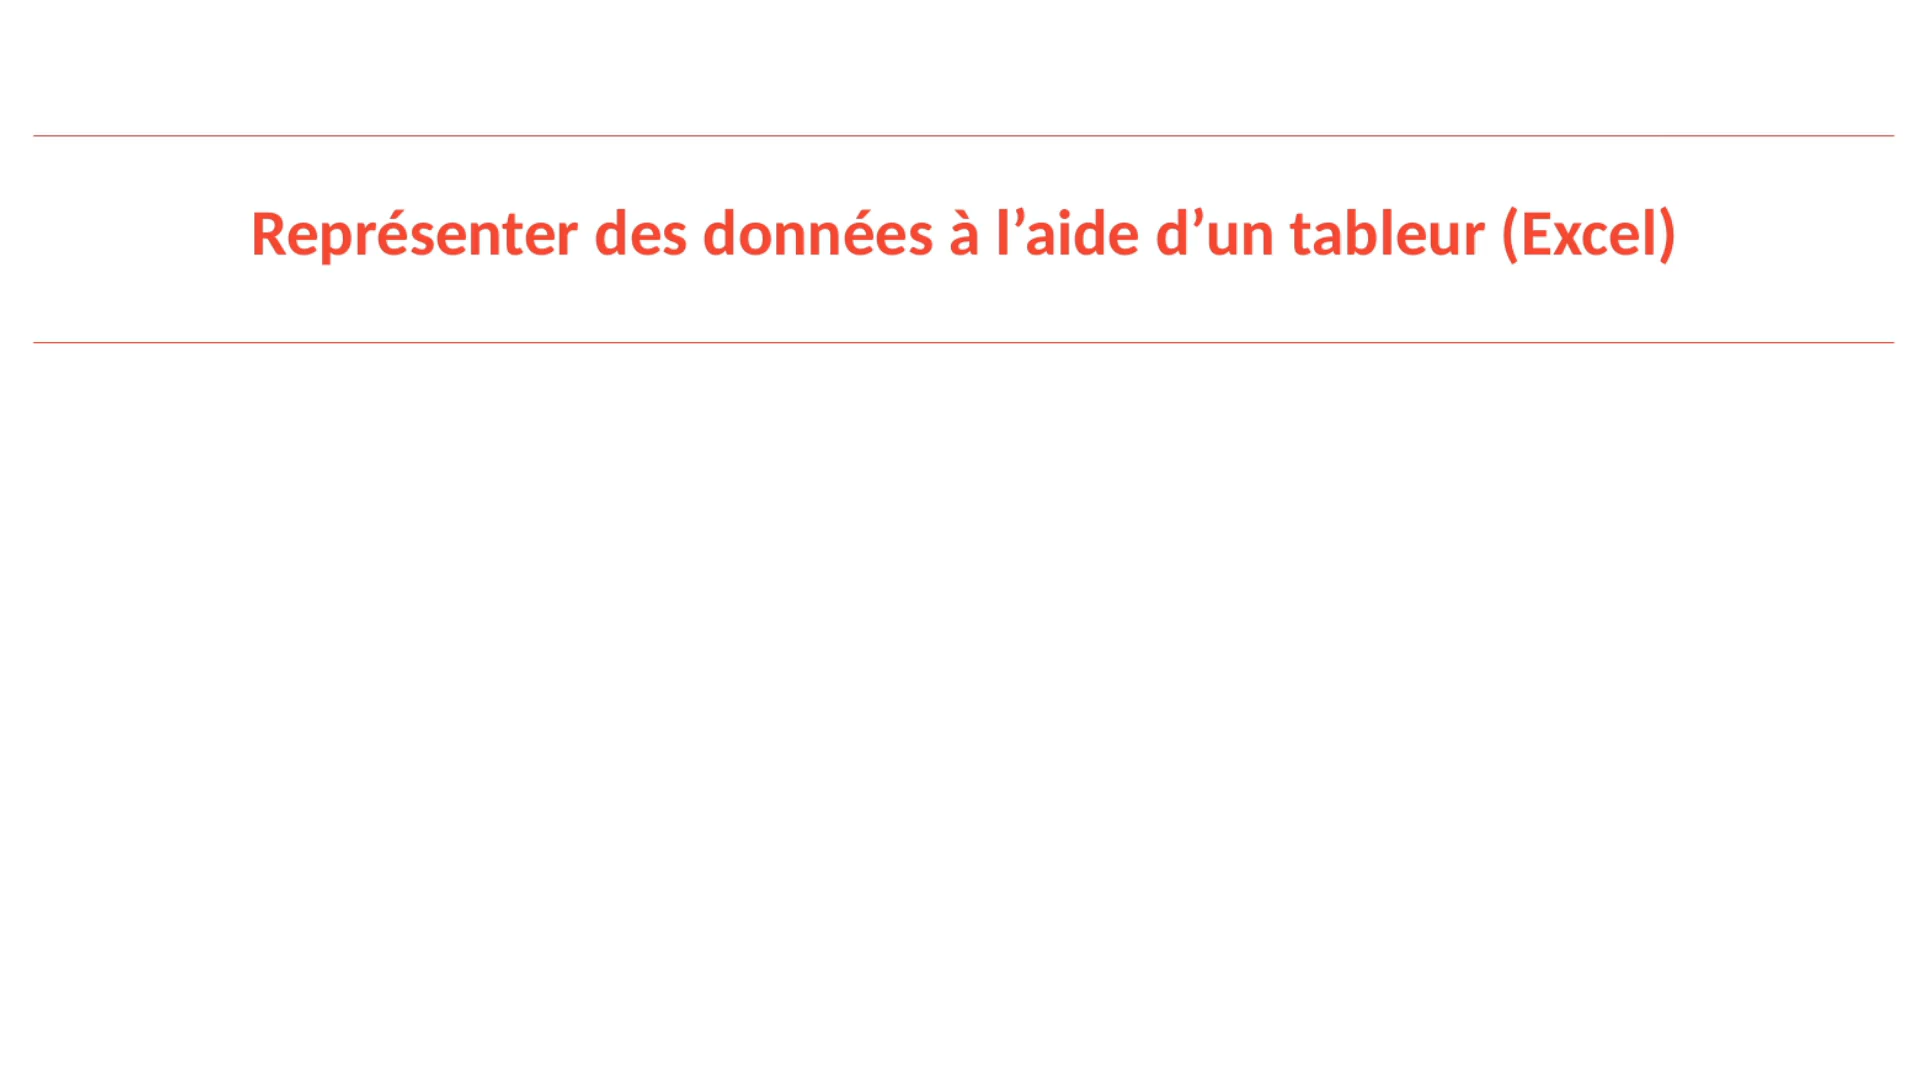 Représenter des données à l’aide d’un tableur (Excel)